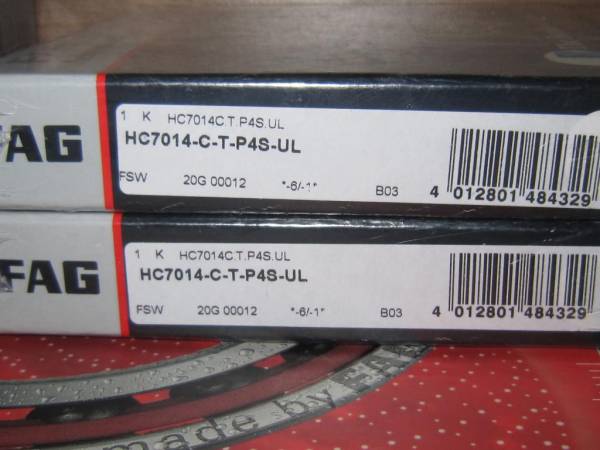 FAG
1 K HC7014C.T.P4S.UL
HC7014-C-T-P4S-UL
FSW 20G 00012 *-6/-1* B03
4 012801 484329
FAG
1 K HC7014C.T.P4S.UL
HC7014-C-T-P4S-UL
FSW 20G 00012 *-6/-1* B03
4 012801 484329
made by FAG